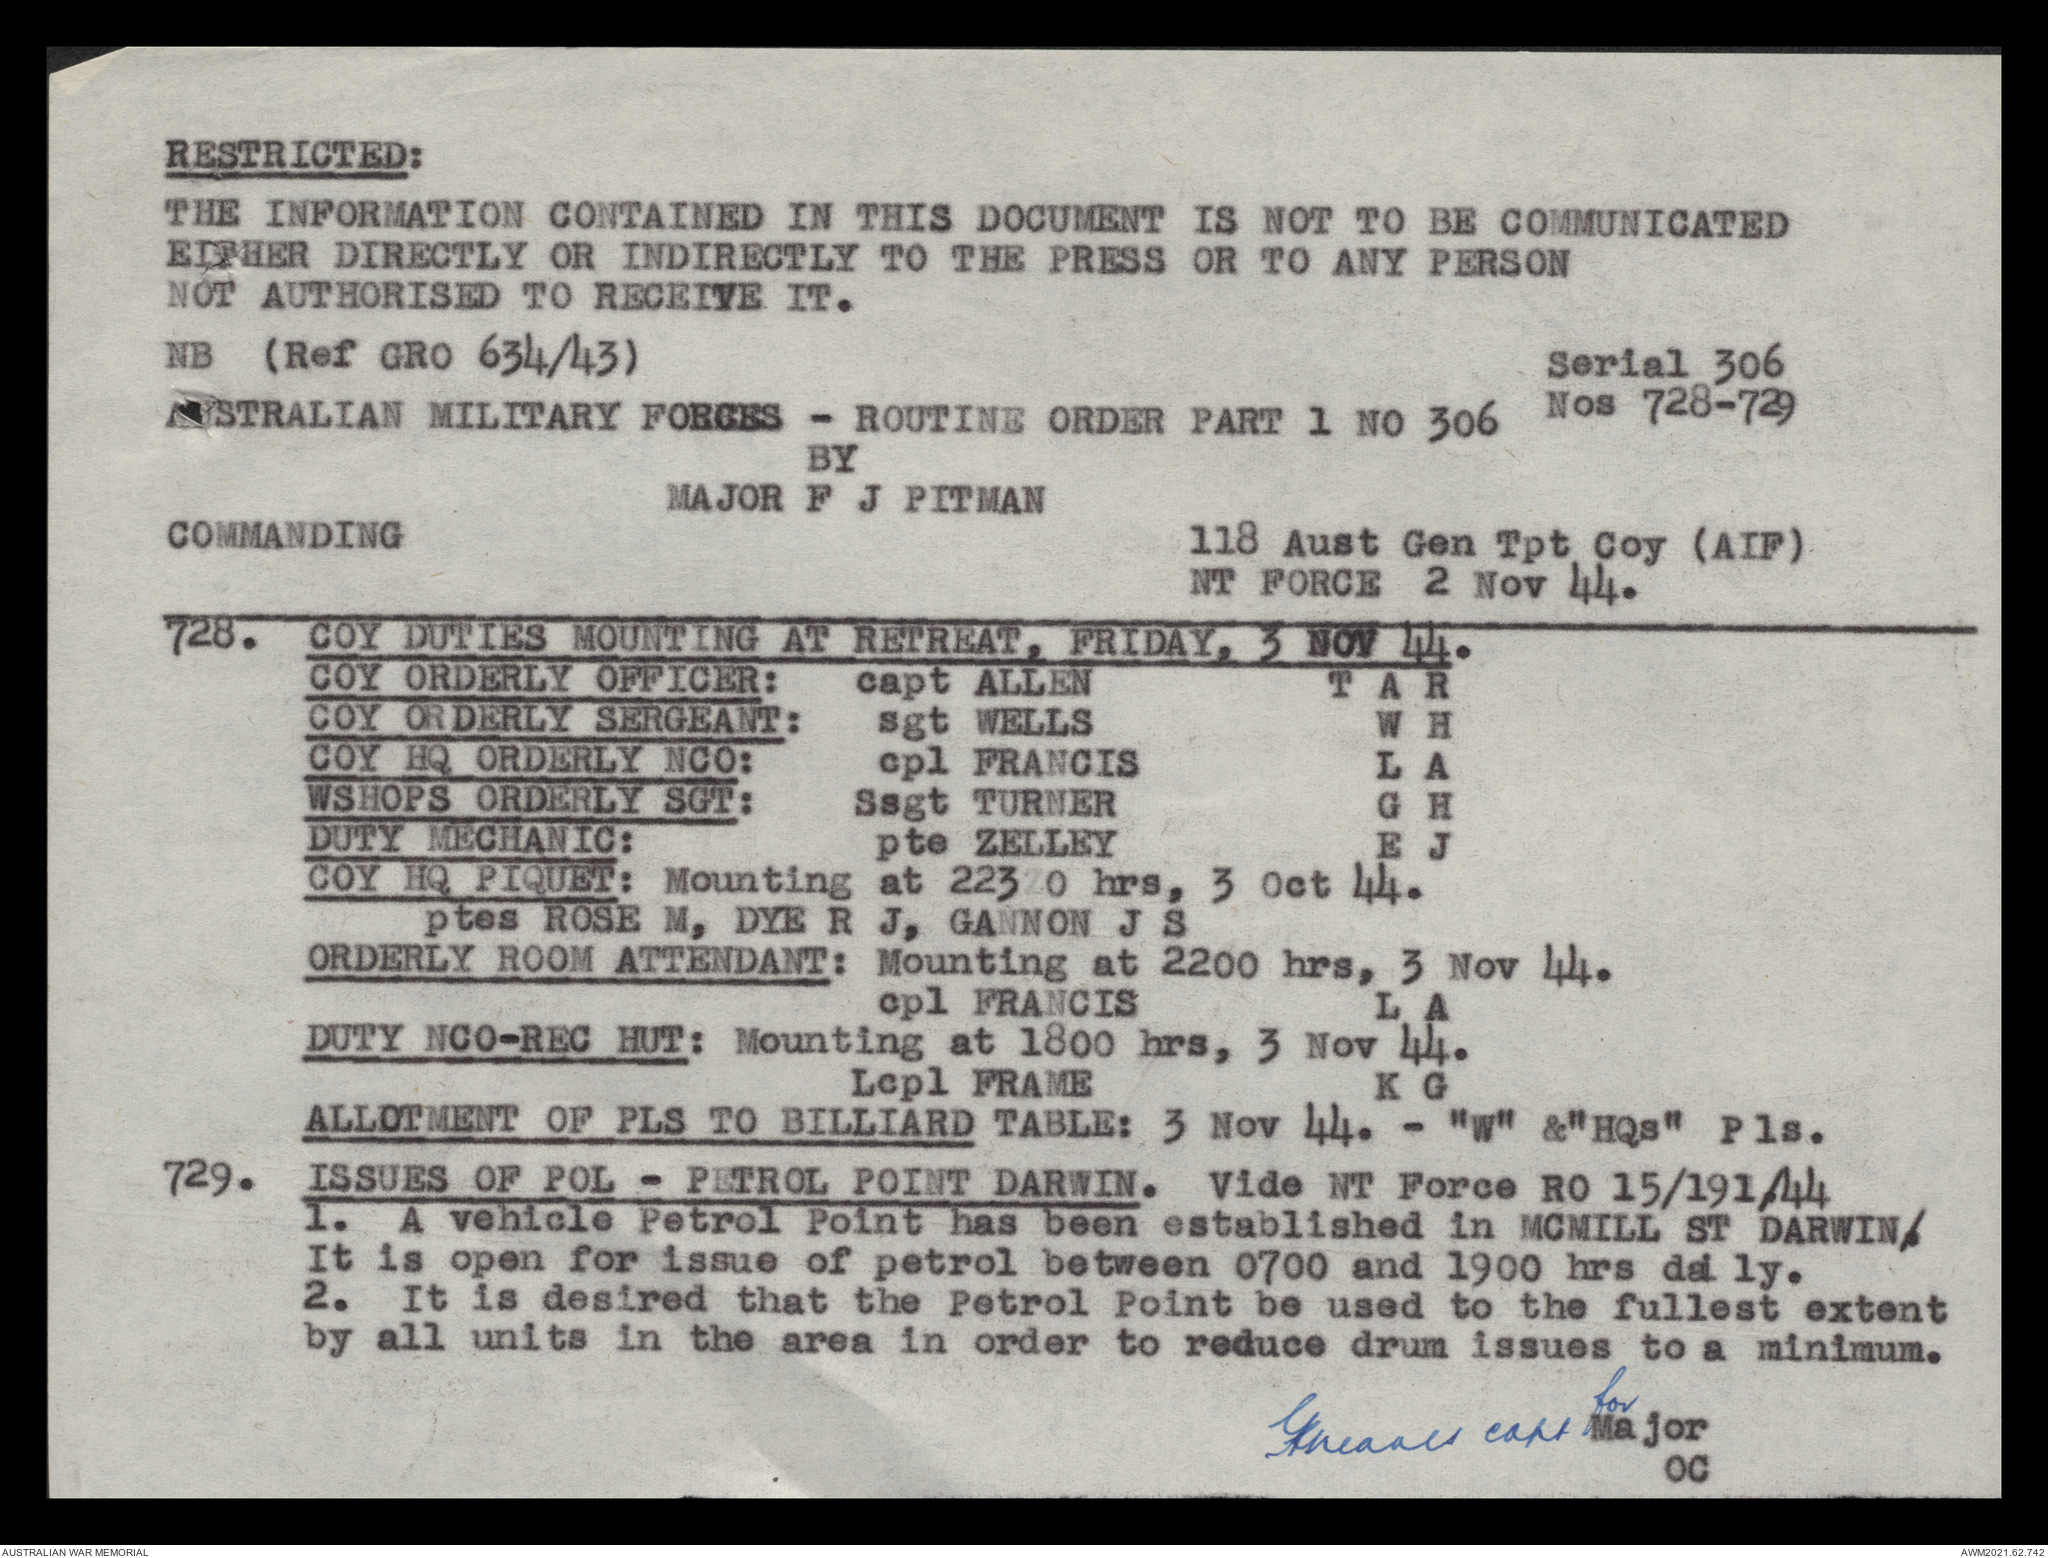 RESTRICTED:
THE INFORMATION CONTAINED IN THIS DOCUMENT IS NOT TO BE COMMUNICATED
EITHER DIRECTLY OR INDIRECTLY TO THE PRESS OR TO ANY PERSON
NOT AUTHORISED TO RECEIVE IT.
NB (Ref GRO 634/43)
Serial 306
Nos 728-729
AUSTRALIAN MILITARY FORCES - ROUTINE ORDER PART 1 NO 306
BY
MAJOR F J PITMAN
COMMANDING
118 Aust Gen Tpt Coy (AIF)
NT FORCE 2 Nov 44.
728. COY DUTIES MOUNTING AT RETREAT, FRIDAY, 3 NOV 44.
COY ORDERLY OFFICER: capt ALLEN T A R
COY ORDERLY SERGEANT: sgt WELLS W H
COY HQ ORDERLY NCO: cpl FRANCIS L A
WSHOPS ORDERLY SGT: Ssgt TURNER G H
DUTY MECHANIC: pte ZELLEY E J
COY HQ PIQUET: Mounting at 2230 hrs, 3 Oct 44.
ptes ROSE M, DYE R J, GANNON J S
ORDERLY ROOM ATTENDANT: Mounting at 2200 hrs, 3 Nov 44.
cpl FRANCIS L A
DUTY NCO-REC HUT: Mounting at 1800 hrs, 3 Nov 44.
Lcpl FRAME K G
ALLOTMENT OF PLS TO BILLIARD TABLE: 3 Nov 44. - "W" &"HQs" Pls.
729. ISSUES OF POL - PETROL POINT DARWIN. Vide NT Force RO 15/191/44
1. A vehicle Petrol Point has been established in MCMILL ST DARWIN.
It is open for issue of petrol between 0700 and 1900 hrs daily.
2. It is desired that the Petrol Point be used to the fullest extent
by all units in the area in order to reduce drum issues to a minimum.
capt for
Major
OC
AUSTRALIAN WAR MEMORIAL
AWM2021.62.742